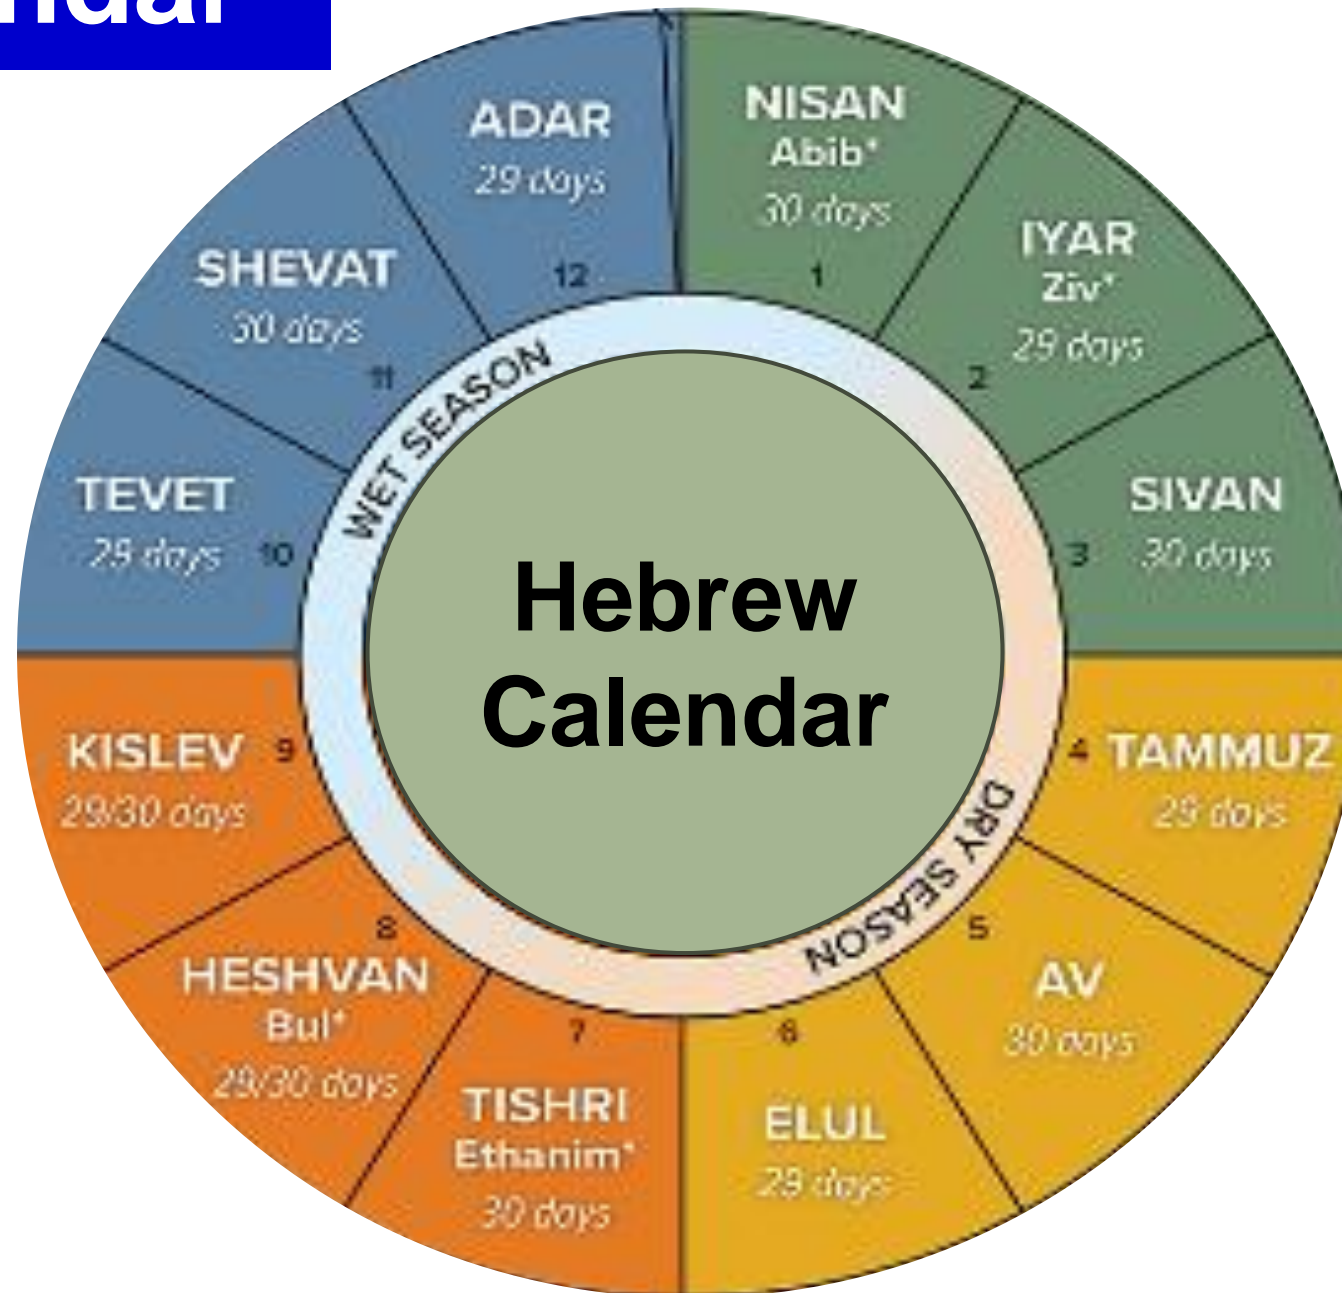 ndar
NISAN
Abib*
30 days
1
IYAR
Ziv*
29 days
2
SIVAN
30 days
3
TAMMUZ
29 days
4
AV
30 days
5
ELUL
29 days
6
TISHRI
Ethanim*
30 days
7
HESHVAN
Bul*
29/30 days
8
KISLEV
29/30 days
9
TEVET
29 days
10
SHEVAT
30 days
11
ADAR
29 days
12
WET SEASON
DRY SEASON
Hebrew
Calendar